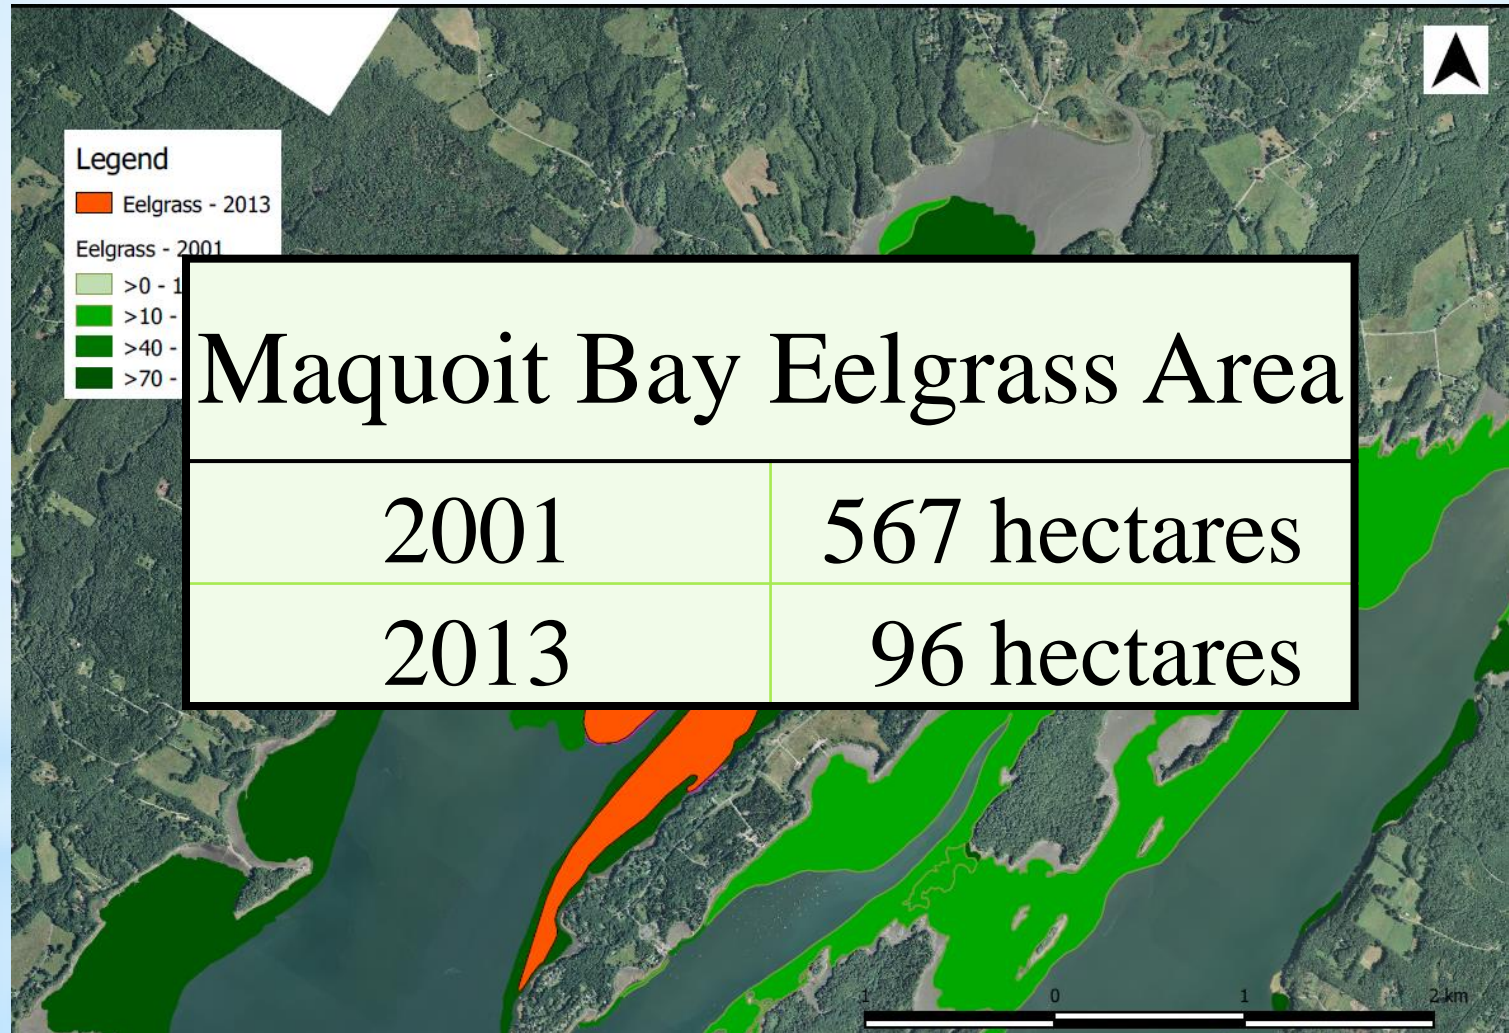 Legend
Eelgrass - 2013
Eelgrass - 2001
>0 - 1
>10 -
>40 -
>70 -
Maquoit Bay Eelgrass Area
2001 567 hectares
2013 96 hectares
1 0 1 2 km